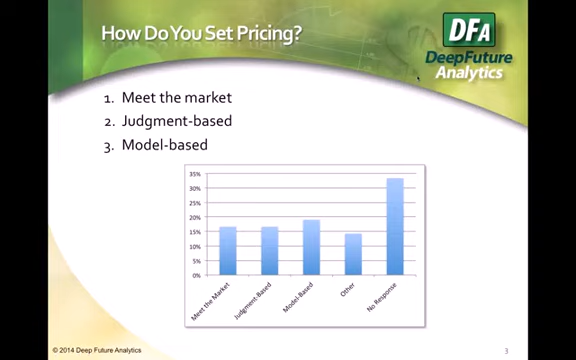 How Do You Set Pricing?
DFA
DeepFuture
Analytics
1. Meet the market
2. Judgment-based
3. Model-based
35%
30%
25%
20%
15%
10%
5%
0%
Meet the Market
Judgment-Based
Model-Based
Other
No Response
© 2014 Deep Future Analytics
3